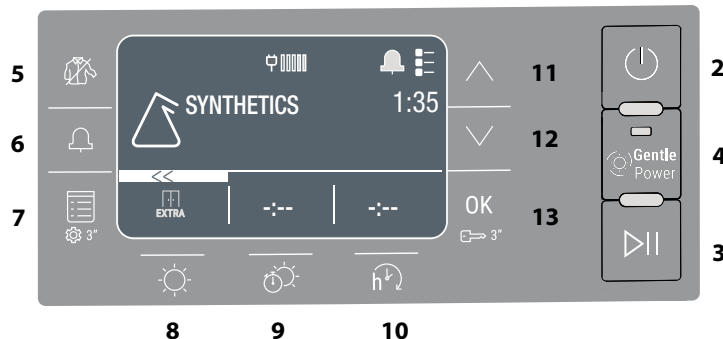 5
6
7
SYNTHETICS 1:35
<<
EXTRA -:-- -:--
3"
OK
3"
h
8 9 10
11
12
13
2
Gentle
Power
4
3